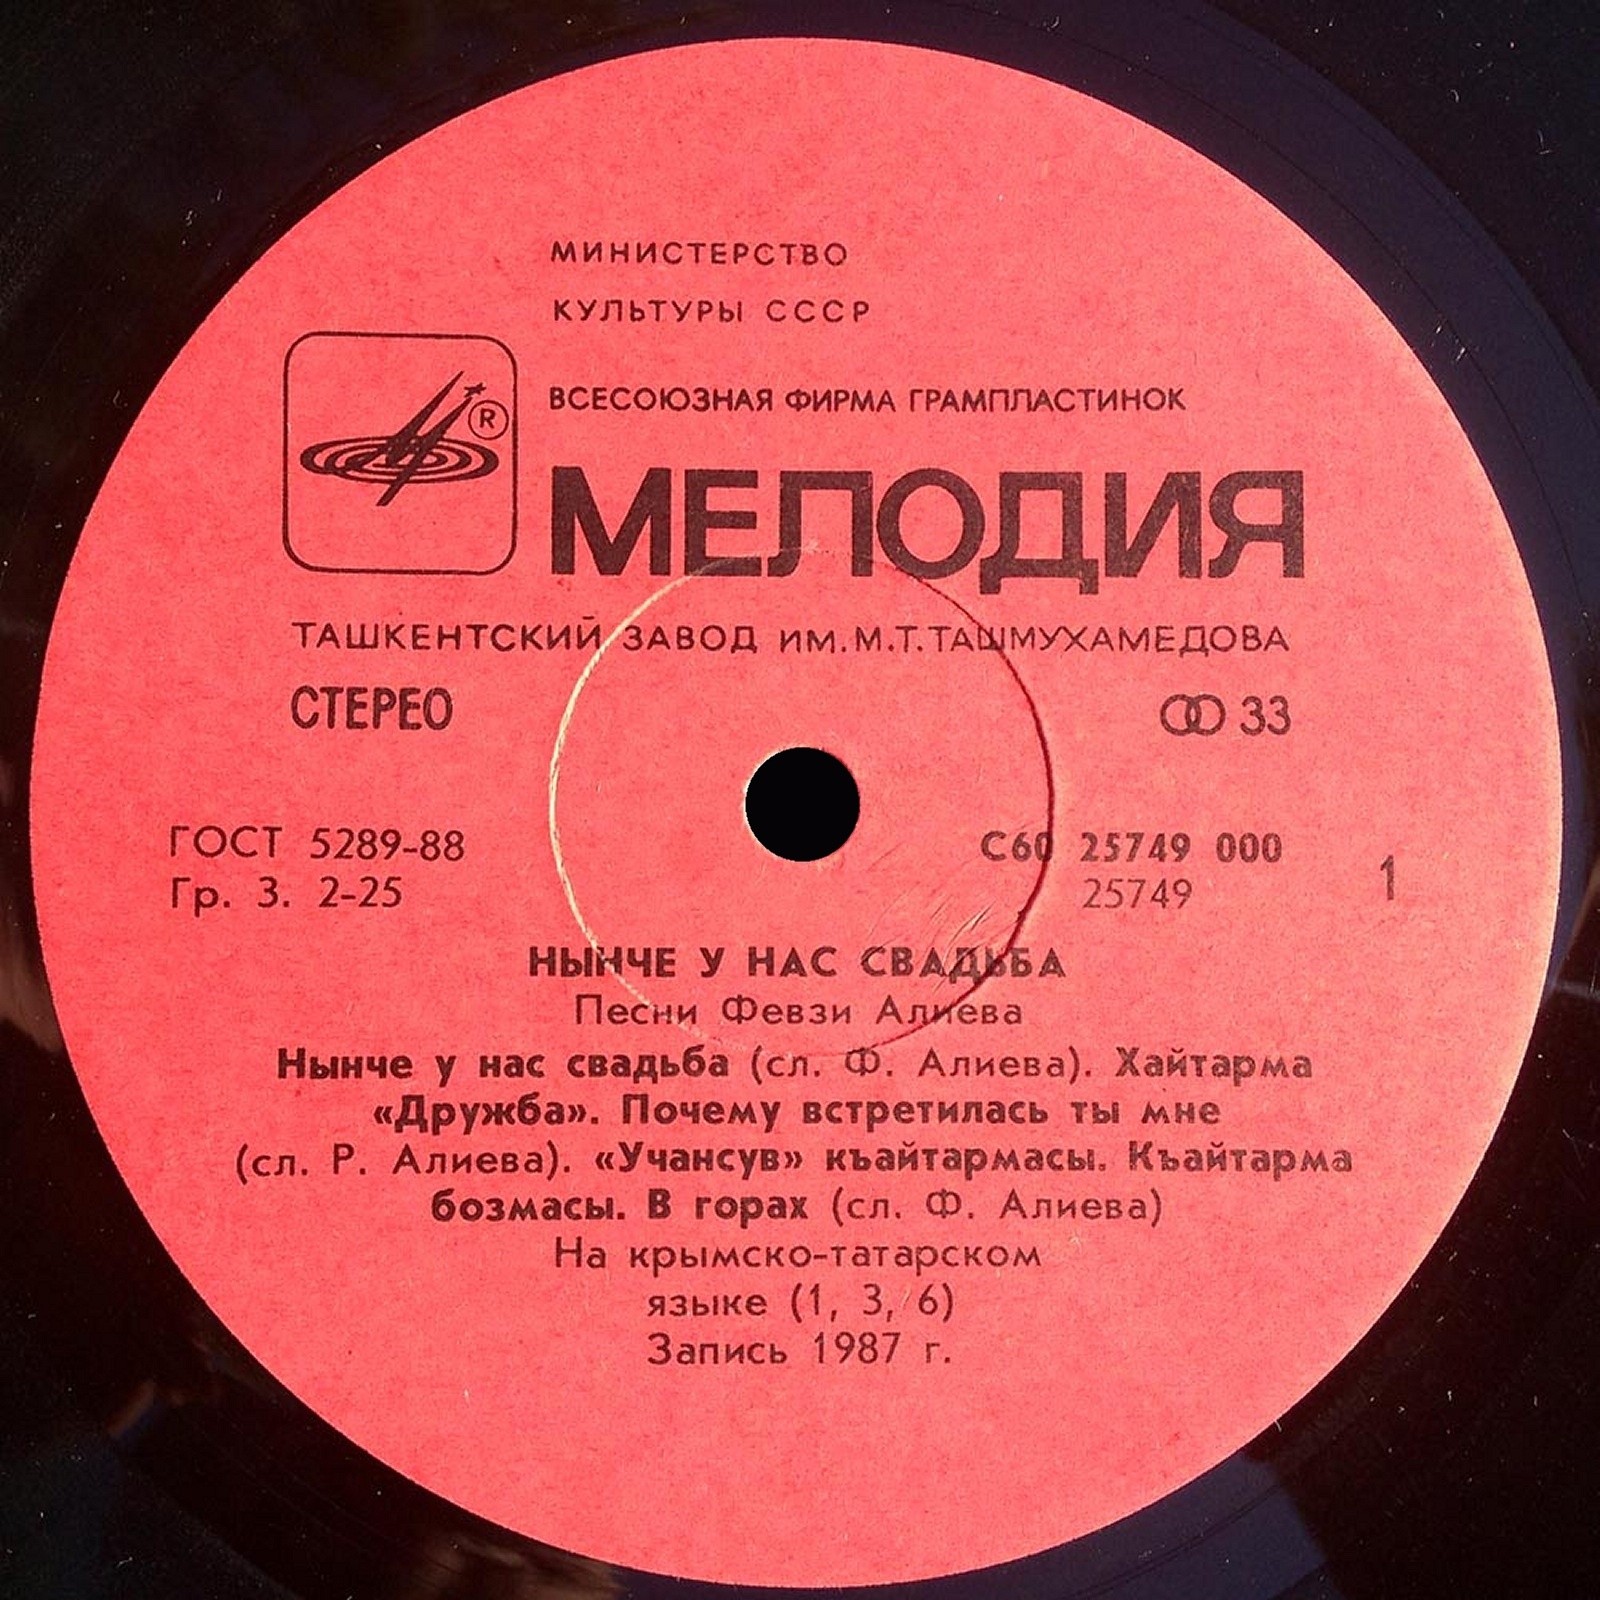 МИНИСТЕРСТВО
КУЛЬТУРЫ СССР
ВСЕСОЮЗНАЯ ФИРМА ГРАМПЛАСТИНОК
®
МЕЛОДИЯ
ТАШКЕНТСКИЙ ЗАВОД ИМ. М.Т. ТАШМУХАМЕДОВА
СТЕРЕО
33
ГОСТ 5289-88
Гр. 3. 2-25
С60 25749 000
25749
1
НЫНЧЕ У НАС СВАДЬБА
Песни Февзи Алиева
Нынче у нас свадьба (сл. Ф. Алиева). Хайтарма
«Дружба». Почему встретилась ты мне
(сл. Р. Алиева). «Учансув» къайтармасы. Къайтарма
бозмасы. В горах (сл. Ф. Алиева)
На крымско-татарском
языке (1, 3, 6)
Запись 1987 г.